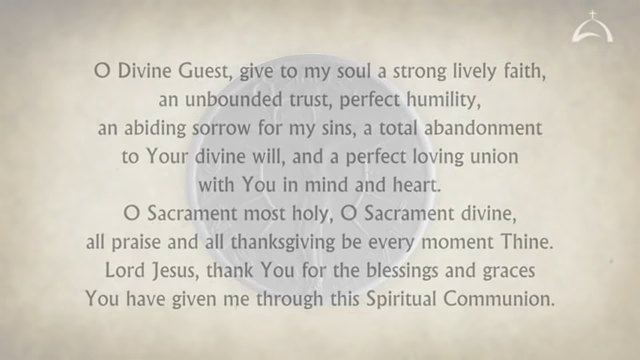 O Divine Guest, give to my soul a strong lively faith,
an unbounded trust, perfect humility,
an abiding sorrow for my sins, a total abandonment
to Your divine will, and a perfect loving union
with You in mind and heart.
O Sacrament most holy, O Sacrament divine,
all praise and all thanksgiving be every moment Thine.
Lord Jesus, thank You for the blessings and graces
You have given me through this Spiritual Communion.